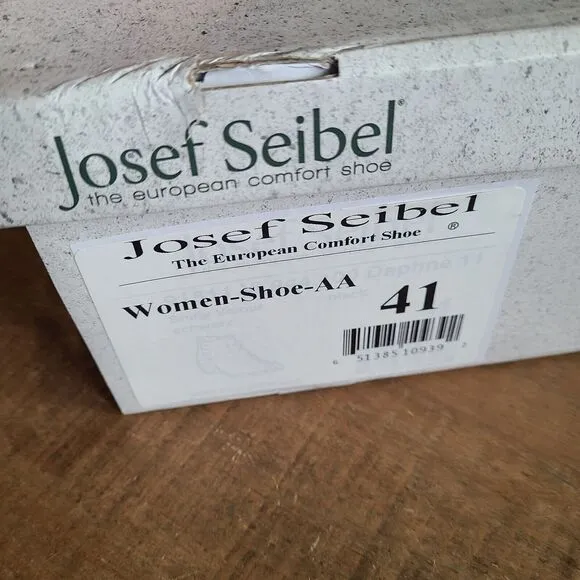 Josef Seibel®
the european comfort shoe
Josef Seibel
The European Comfort Shoe ®
Women-Shoe-AA
41
6 51385 10939 2